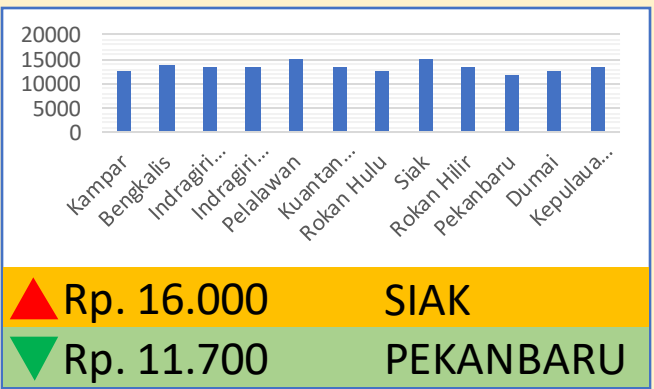 20000
15000
10000
5000
0
Kampar
Bengkalis
Indragiri...
Indragiri...
Pelalawan
Kuantan...
Rokan Hulu
Siak
Rokan Hilir
Pekanbaru
Dumai
Kepulaua...
Rp. 16.000 SIAK
Rp. 11.700 PEKANBARU